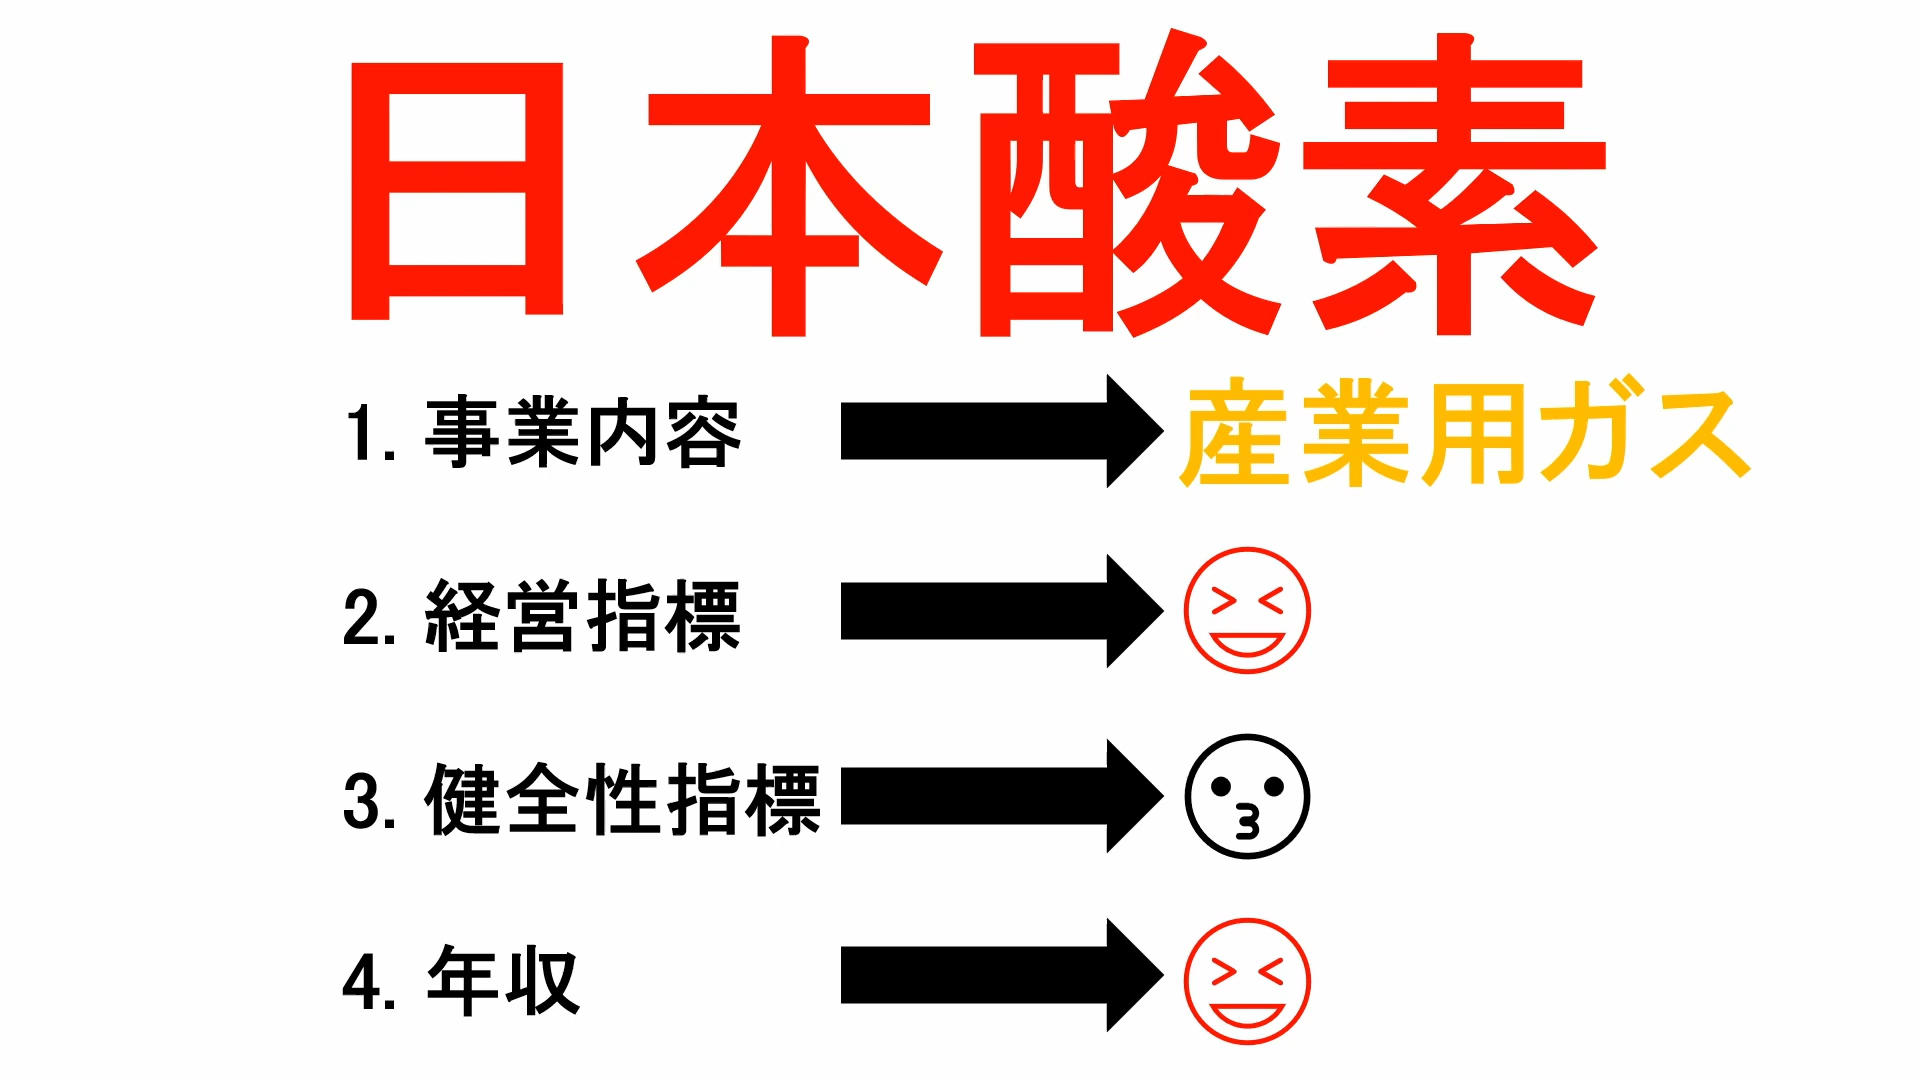 日本酸素
1. 事業内容 産業用ガス
2. 経営指標
3. 健全性指標
4. 年収